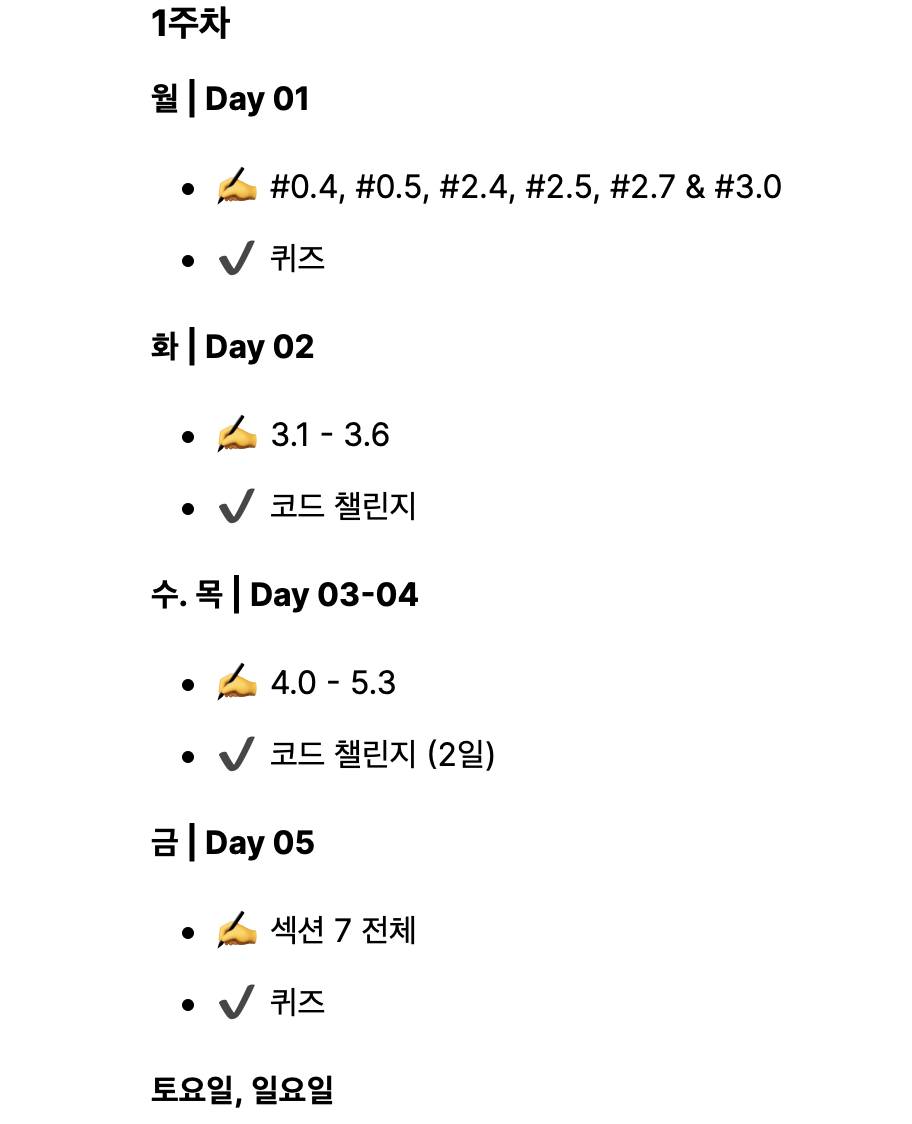 1주차
월 | Day 01
• ✍️ #0.4, #0.5, #2.4, #2.5, #2.7 & #3.0
• ✔️ 퀴즈
화 | Day 02
• ✍️ 3.1 - 3.6
• ✔️ 코드 챌린지
수. 목 | Day 03-04
• ✍️ 4.0 - 5.3
• ✔️ 코드 챌린지 (2일)
금 | Day 05
• ✍️ 섹션 7 전체
• ✔️ 퀴즈
토요일, 일요일